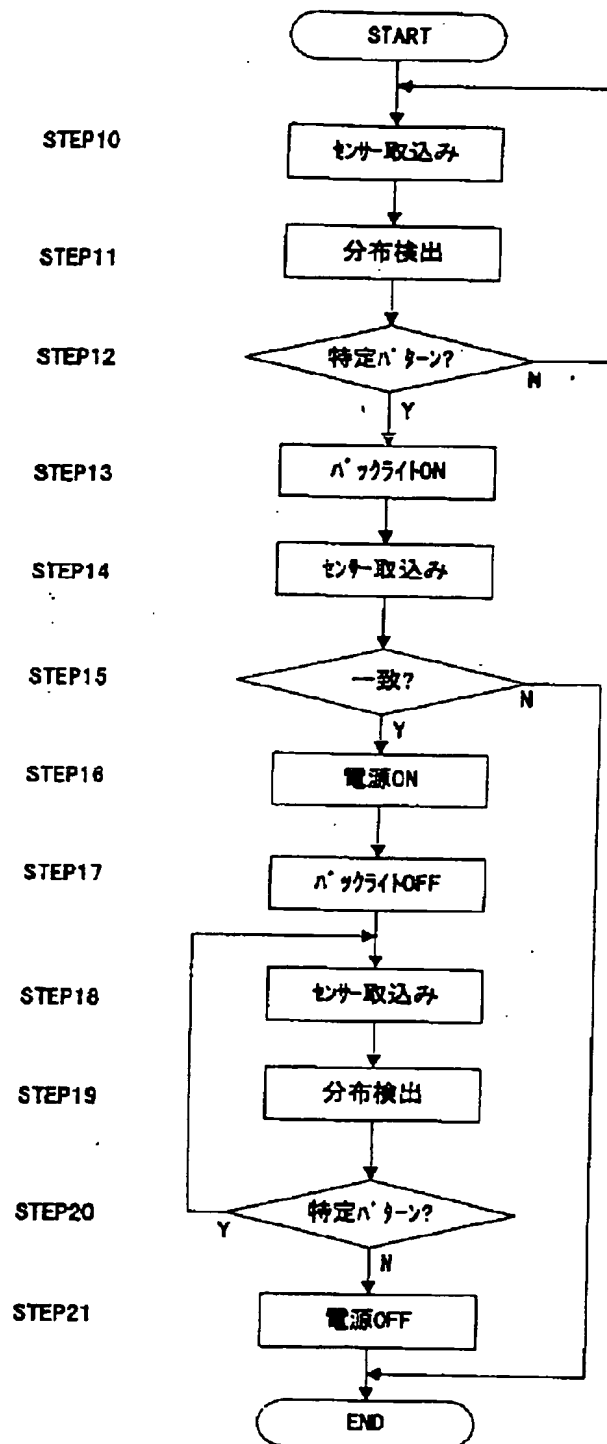 START
STEP10
センサー取込み
STEP11
分布検出
STEP12
特定パターン?
N
Y
STEP13
バックライトON
STEP14
センサー取込み
STEP15
一致?
N
Y
STEP16
電源ON
STEP17
バックライトOFF
STEP18
センサー取込み
STEP19
分布検出
STEP20
特定パターン?
Y
N
STEP21
電源OFF
END